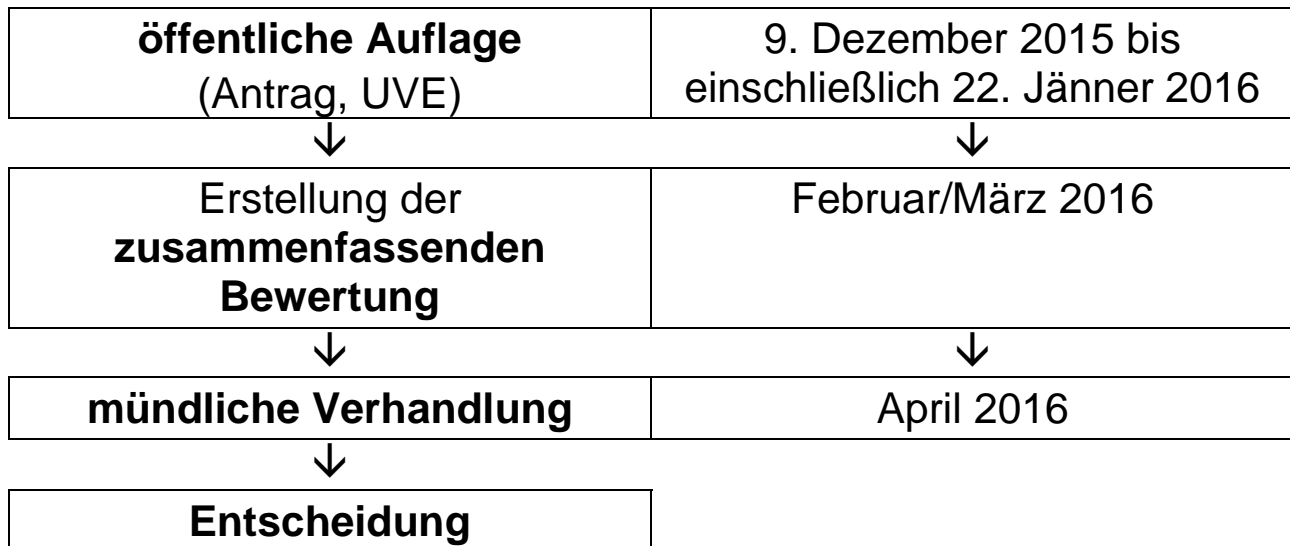 öffentliche Auflage
(Antrag, UVE)
9. Dezember 2015 bis
einschließlich 22. Jänner 2016
Erstellung der
zusammenfassenden
Bewertung
Februar/März 2016
mündliche Verhandlung
April 2016
Entscheidung